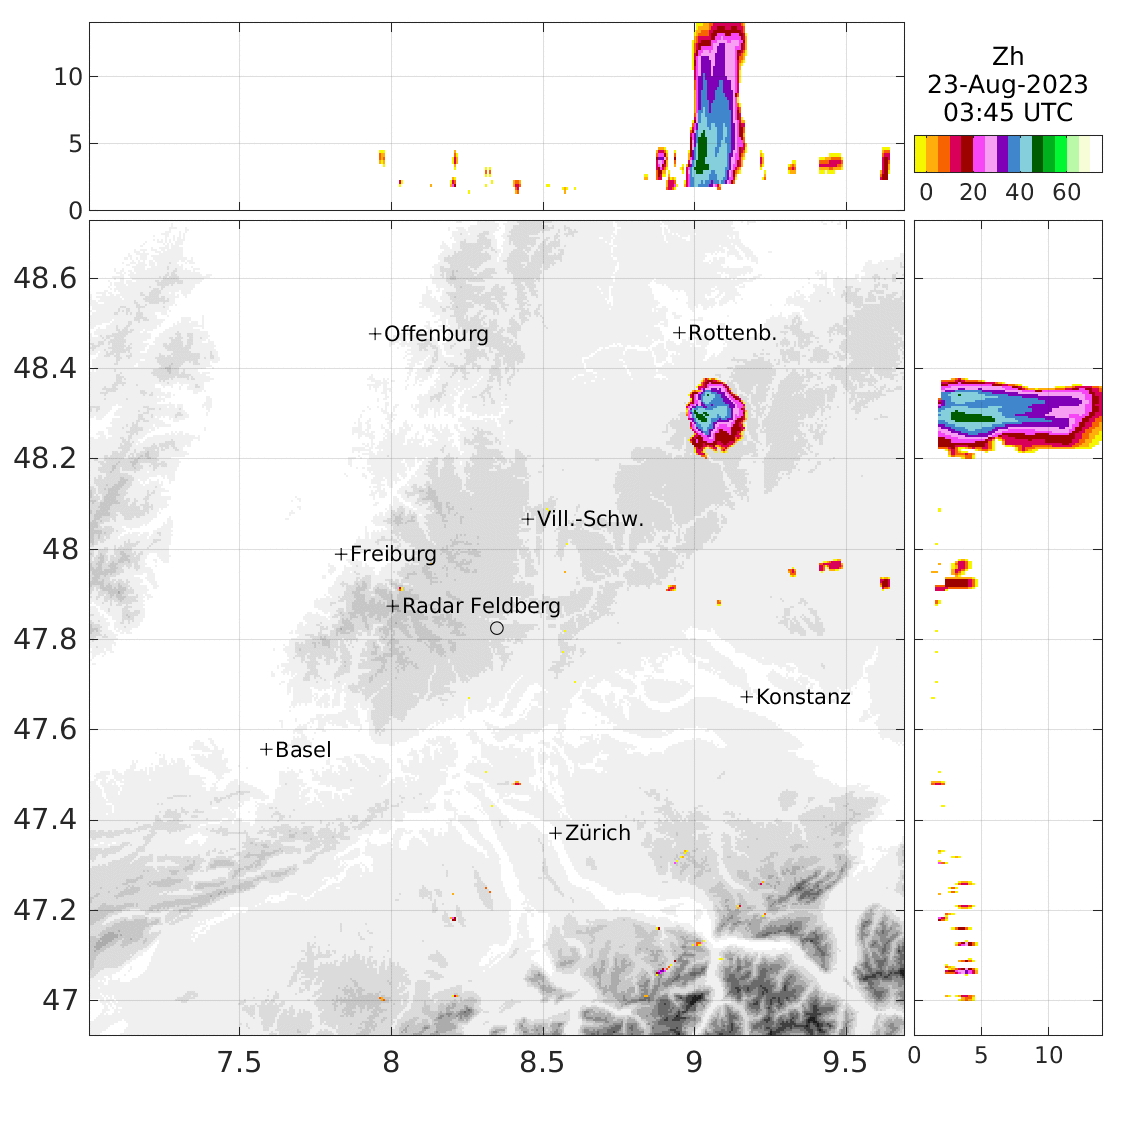 10
5
0
Zh
23-Aug-2023
03:45 UTC
0 20 40 60
48.6
48.4
48.2
48
47.8
47.6
47.4
47.2
47
+Offenburg
+Rottenb.
+Vill.-Schw.
+Freiburg
+Radar Feldberg
+Konstanz
+Basel
+Zürich
7.5 8 8.5 9 9.5
0 5 10